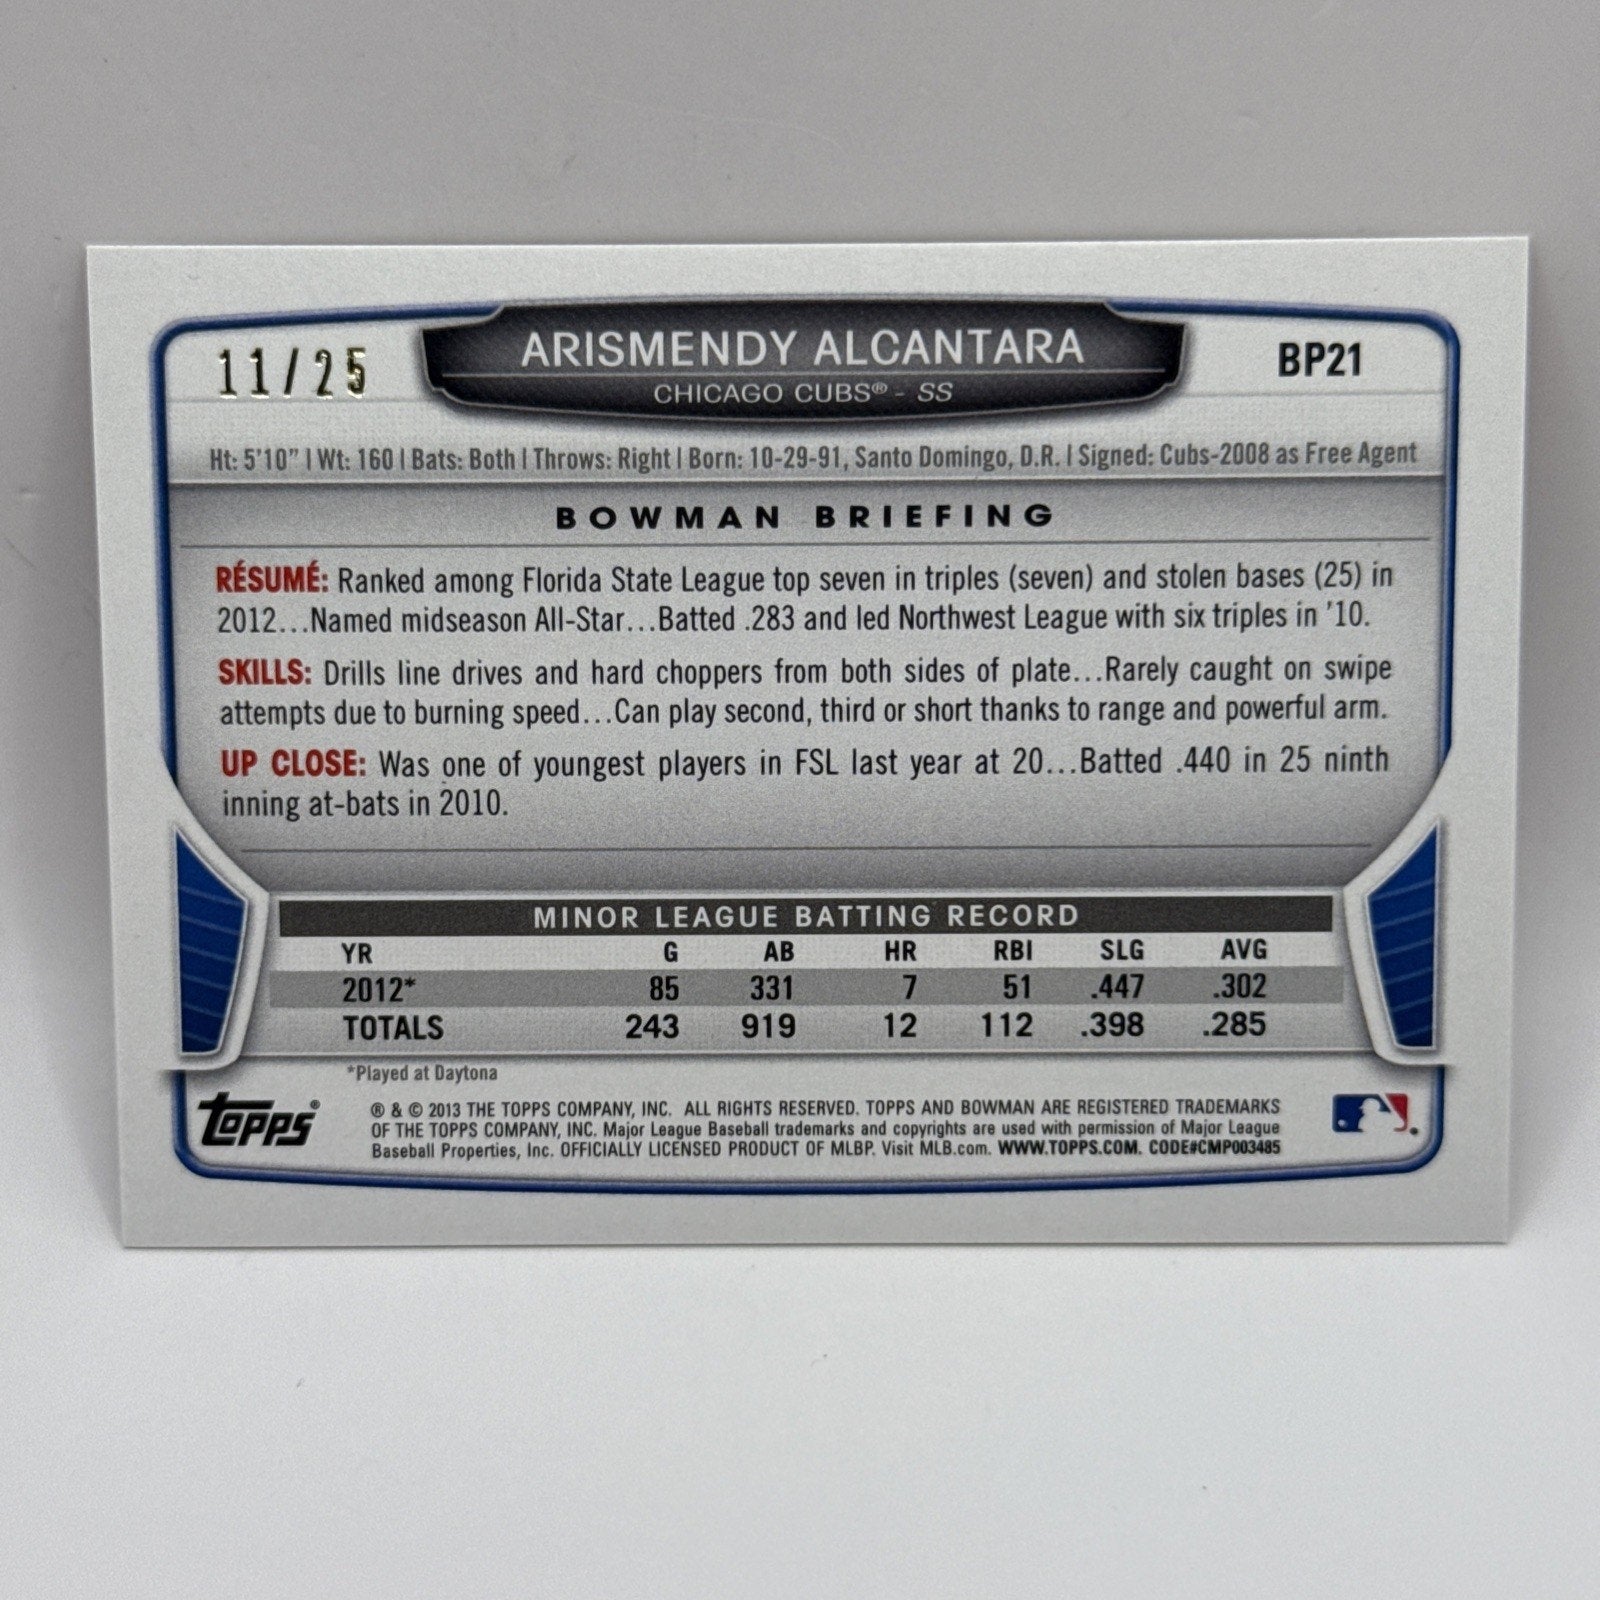 11/25
ARISMENDY ALCANTARA
BP21
CHICAGO CUBS® - SS
Ht: 5'10" | Wt: 160 | Bats: Both | Throws: Right | Born: 10-29-91, Santo Domingo, D.R. | Signed: Cubs-2008 as Free Agent
BOWMAN BRIEFING
RÉSUMÉ: Ranked among Florida State League top seven in triples (seven) and stolen bases (25) in
2012...Named midseason All-Star...Batted .283 and led Northwest League with six triples in '10.
SKILLS: Drills line drives and hard choppers from both sides of plate...Rarely caught on swipe
attempts due to burning speed...Can play second, third or short thanks to range and powerful arm.
UP CLOSE: Was one of youngest players in FSL last year at 20...Batted .440 in 25 ninth
inning at-bats in 2010.
MINOR LEAGUE BATTING RECORD
YR G AB HR RBI SLG AVG
2012* 85 331 7 51 .447 .302
TOTALS 243 919 12 112 .398 .285
*Played at Daytona
topps®
® & © 2013 THE TOPPS COMPANY, INC. ALL RIGHTS RESERVED. TOPPS AND BOWMAN ARE REGISTERED TRADEMARKS
OF THE TOPPS COMPANY, INC. Major League Baseball trademarks and copyrights are used with permission of Major League
Baseball Properties, Inc. OFFICIALLY LICENSED PRODUCT OF MLBP. Visit MLB.com. WWW.TOPPS.COM. CODE#CMP003485